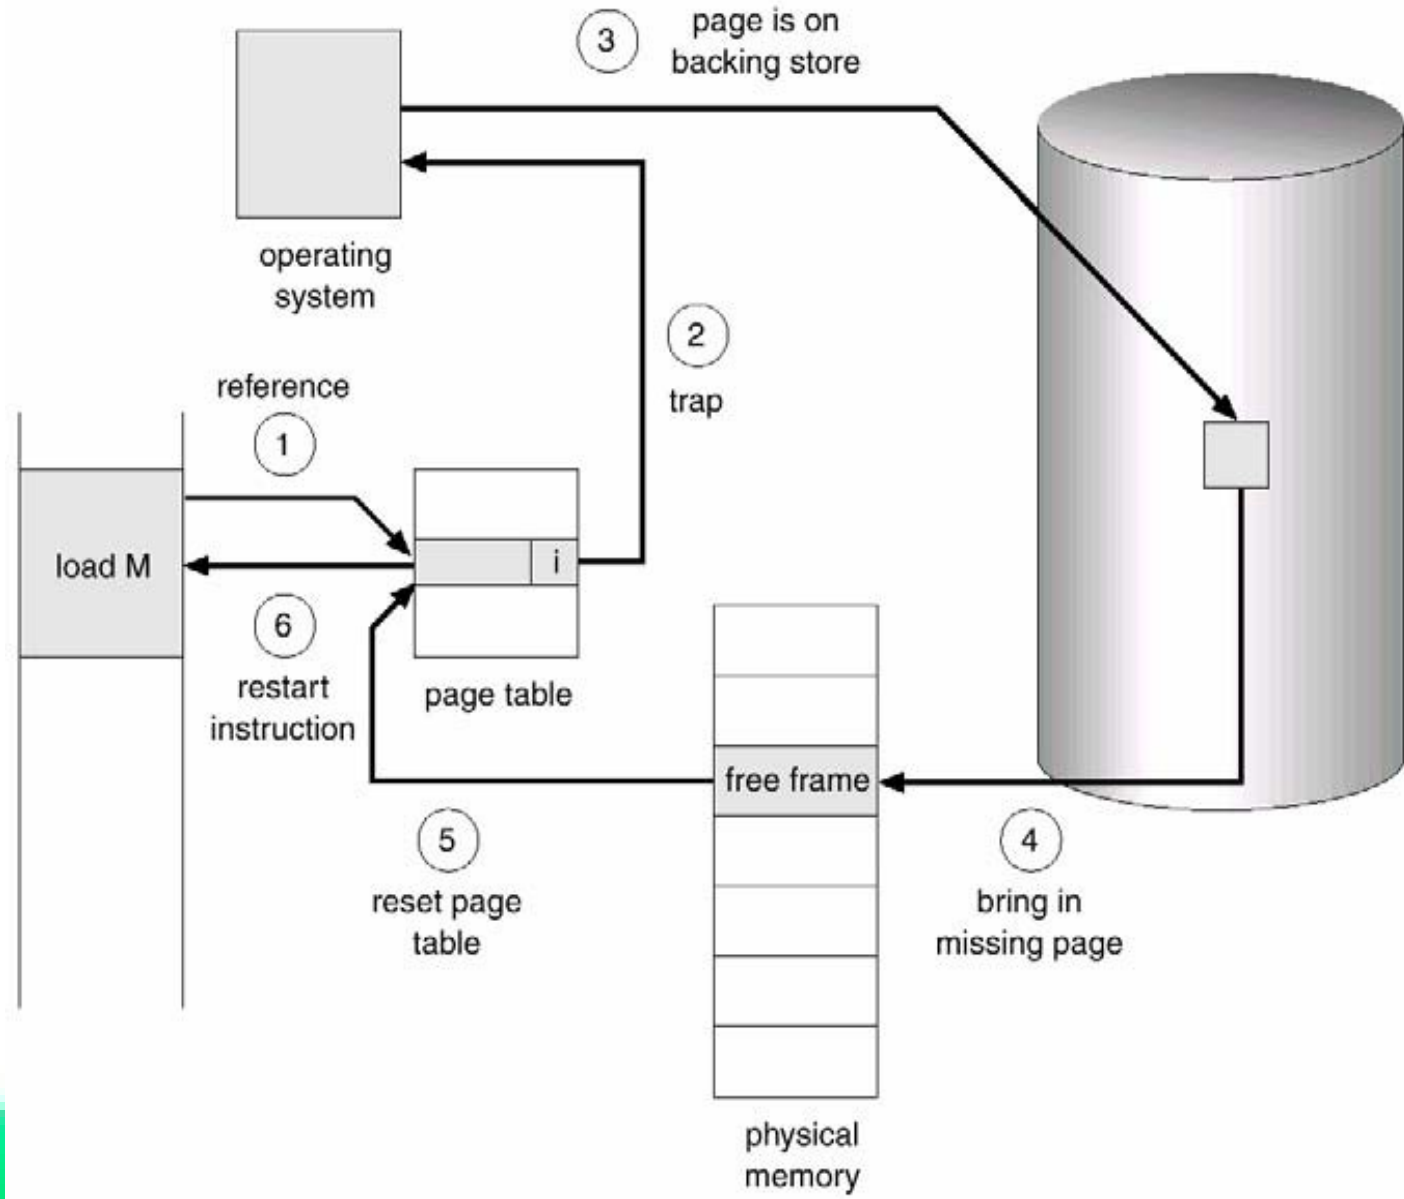 3
page is on
backing store
operating
system
2
trap
reference
1
load M
i
6
restart
instruction
page table
free frame
5
reset page
table
4
bring in
missing page
physical
memory